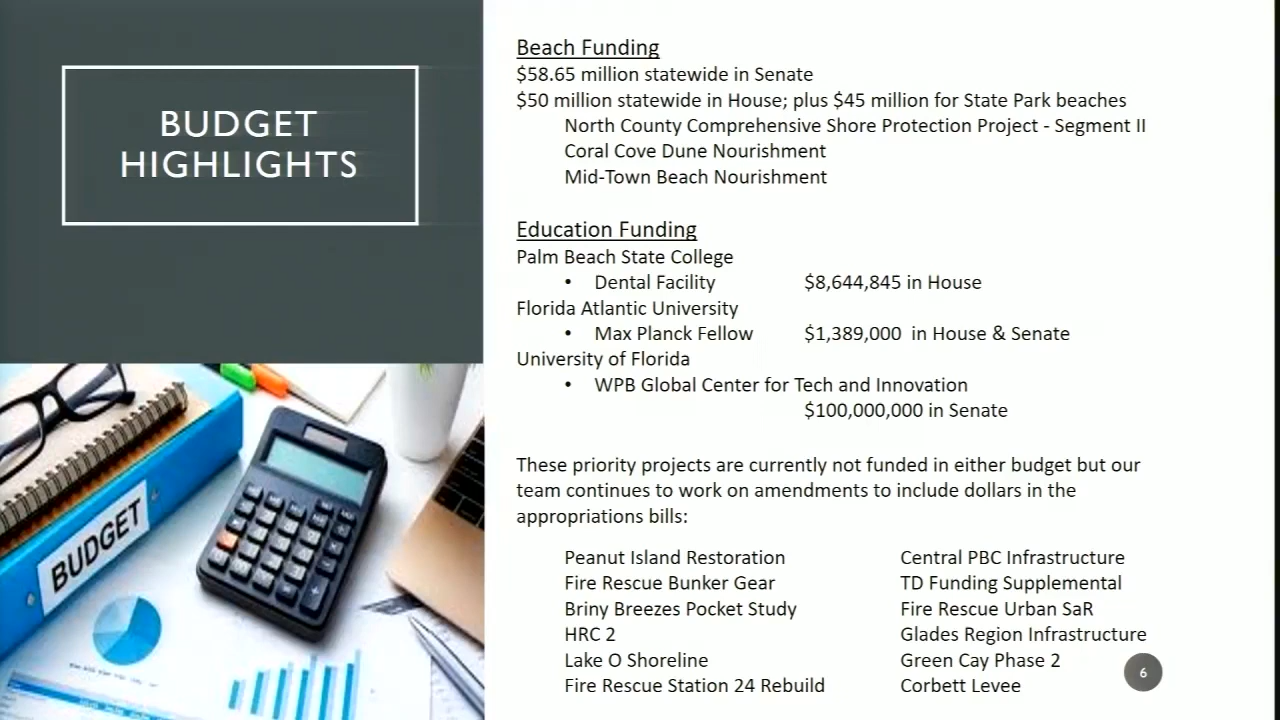 BUDGET
HIGHLIGHTS
Beach Funding
$58.65 million statewide in Senate
$50 million statewide in House; plus $45 million for State Park beaches
North County Comprehensive Shore Protection Project - Segment II
Coral Cove Dune Nourishment
Mid-Town Beach Nourishment
Education Funding
Palm Beach State College
• Dental Facility $8,644,845 in House
Florida Atlantic University
• Max Planck Fellow $1,389,000 in House & Senate
University of Florida
• WPB Global Center for Tech and Innovation
$100,000,000 in Senate
These priority projects are currently not funded in either budget but our
team continues to work on amendments to include dollars in the
appropriations bills:
Peanut Island Restoration Central PBC Infrastructure
Fire Rescue Bunker Gear TD Funding Supplemental
Briny Breezes Pocket Study Fire Rescue Urban SaR
HRC 2 Glades Region Infrastructure
Lake O Shoreline Green Cay Phase 2
Fire Rescue Station 24 Rebuild Corbett Levee
6
BUDGET